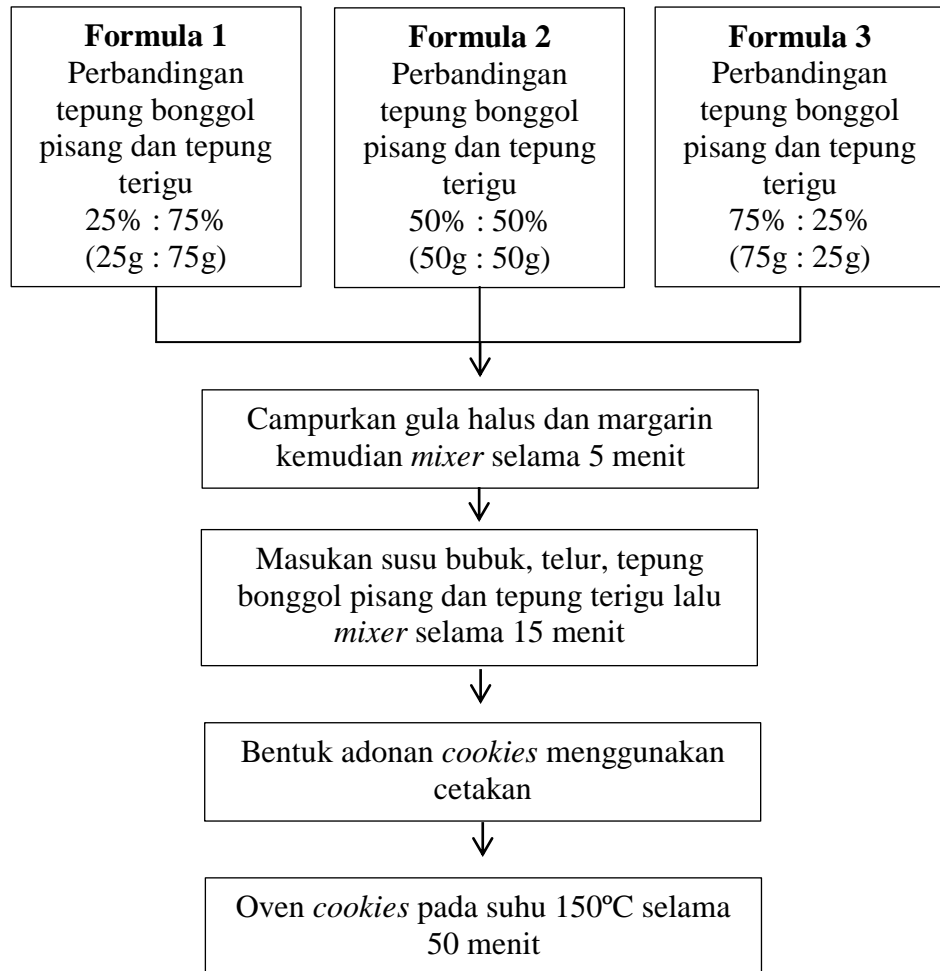 Formula 1
Perbandingan
tepung bonggol
pisang dan tepung
terigu
25% : 75%
(25g : 75g)
Formula 2
Perbandingan
tepung bonggol
pisang dan tepung
terigu
50% : 50%
(50g : 50g)
Formula 3
Perbandingan
tepung bonggol
pisang dan tepung
terigu
75% : 25%
(75g : 25g)
Campurkan gula halus dan margarin
kemudian mixer selama 5 menit
Masukan susu bubuk, telur, tepung
bonggol pisang dan tepung terigu lalu
mixer selama 15 menit
Bentuk adonan cookies menggunakan
cetakan
Oven cookies pada suhu 150ºC selama
50 menit